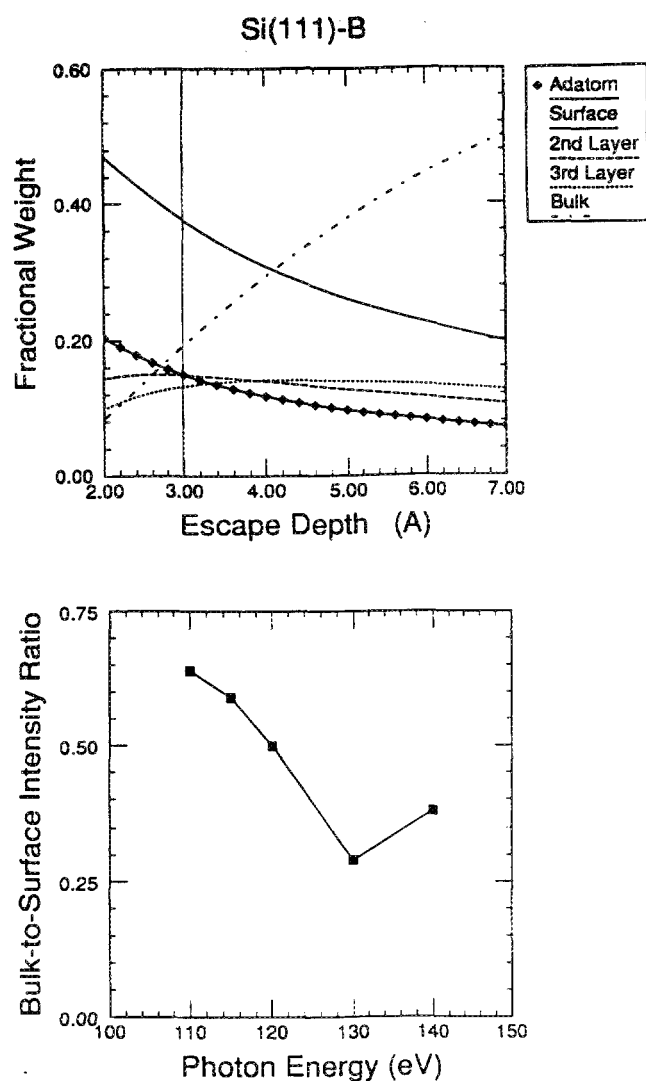 Si(111)-B
0.60
0.40
0.20
0.00
Fractional Weight
2.00 3.00 4.00 5.00 6.00 7.00
Escape Depth (A)
Adatom
Surface
2nd Layer
3rd Layer
Bulk
0.75
0.50
0.25
0.00
Bulk-to-Surface Intensity Ratio
100 110 120 130 140 150
Photon Energy (eV)